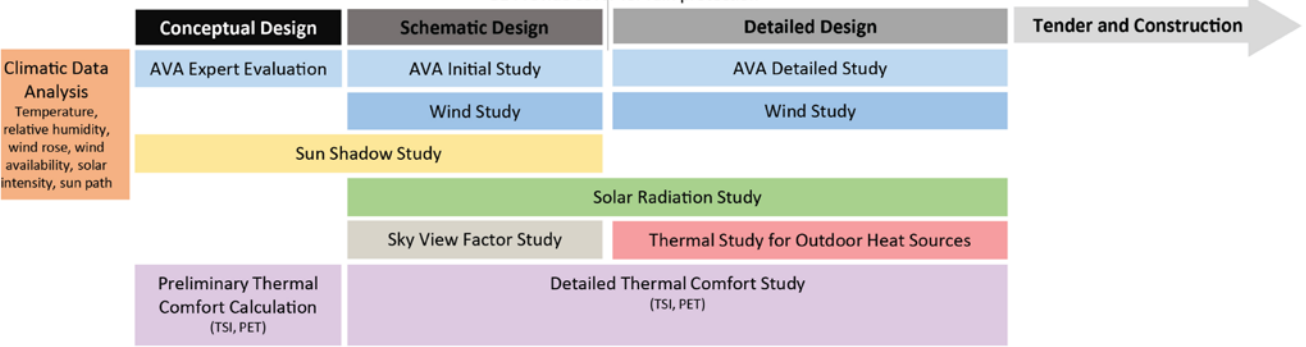 Conceptual Design
Schematic Design
Detailed Design
Tender and Construction
Climatic Data
Analysis
Temperature,
relative humidity,
wind rose, wind
availability, solar
intensity, sun path
AVA Expert Evaluation
AVA Initial Study
AVA Detailed Study
Wind Study
Wind Study
Sun Shadow Study
Solar Radiation Study
Sky View Factor Study
Thermal Study for Outdoor Heat Sources
Preliminary Thermal
Comfort Calculation
(TSI, PET)
Detailed Thermal Comfort Study
(TSI, PET)